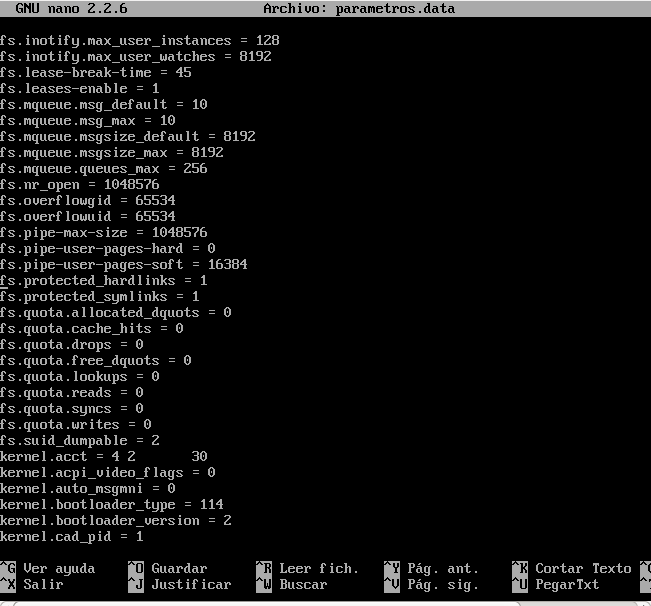 GNU nano 2.2.6 Archivo: parametros.data
fs.inotify.max_user_instances = 128
fs.inotify.max_user_watches = 8192
fs.lease-break-time = 45
fs.leases-enable = 1
fs.mqueue.msg_default = 10
fs.mqueue.msg_max = 10
fs.mqueue.msgsize_default = 8192
fs.mqueue.msgsize_max = 8192
fs.mqueue.queues_max = 256
fs.nr_open = 1048576
fs.overflowgid = 65534
fs.overflowuid = 65534
fs.pipe-max-size = 1048576
fs.pipe-user-pages-hard = 0
fs.pipe-user-pages-soft = 16384
fs.protected_hardlinks = 1
fs.protected_symlinks = 1
fs.quota.allocated_dquots = 0
fs.quota.cache_hits = 0
fs.quota.drops = 0
fs.quota.free_dquots = 0
fs.quota.lookups = 0
fs.quota.reads = 0
fs.quota.syncs = 0
fs.quota.writes = 0
fs.suid_dumpable = 2
kernel.acct = 4 2 30
kernel.acpi_video_flags = 0
kernel.auto_msgmni = 0
kernel.bootloader_type = 114
kernel.bootloader_version = 2
kernel.cad_pid = 1
^G Ver ayuda ^O Guardar ^R Leer fich. ^Y Pág. ant. ^K Cortar Texto
^X Salir ^J Justificar ^W Buscar ^V Pág. sig. ^U PegarTxt